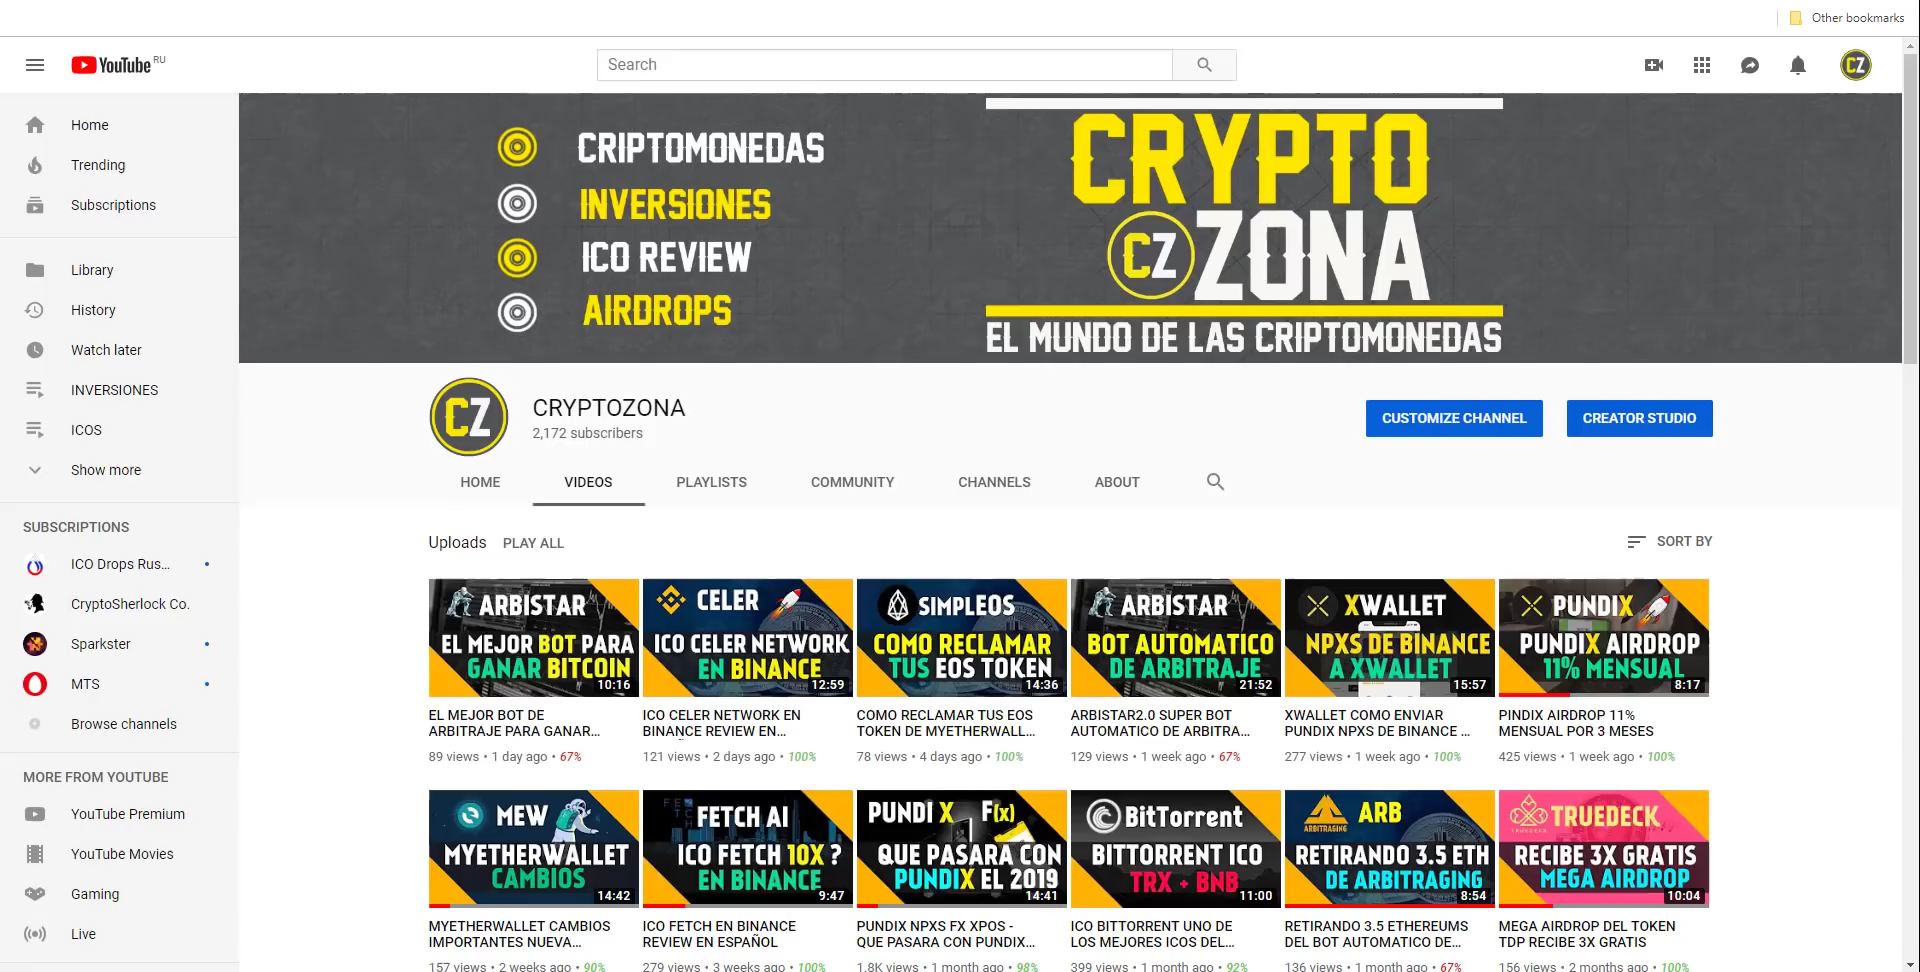 Other bookmarks
YouTube RU
Search
CZ
Home
Trending
Subscriptions
Library
History
Watch later
INVERSIONES
ICOS
Show more
SUBSCRIPTIONS
ICO Drops Rus...
CryptoSherlock Co.
Sparkster
MTS
Browse channels
MORE FROM YOUTUBE
YouTube Premium
YouTube Movies
Gaming
Live
CRIPTOMONEDAS
INVERSIONES
ICO REVIEW
AIRDROPS
CRYPTO
CZ ZONA
EL MUNDO DE LAS CRIPTOMONEDAS
CZ
CRYPTOZONA
2,172 subscribers
CUSTOMIZE CHANNEL
CREATOR STUDIO
HOME VIDEOS PLAYLISTS COMMUNITY CHANNELS ABOUT
Uploads PLAY ALL
SORT BY
ARBISTAR
EL MEJOR BOT PARA
GANAR BITCOIN
10:16
EL MEJOR BOT DE
ARBITRAJE PARA GANAR...
89 views • 1 day ago • 67%
CELER
ICO CELER NETWORK
EN BINANCE
12:59
ICO CELER NETWORK EN
BINANCE REVIEW EN...
121 views • 2 days ago • 100%
SIMPLEOS
COMO RECLAMAR
TUS EOS TOKEN
14:36
COMO RECLAMAR TUS EOS
TOKEN DE MYETHERWALL...
78 views • 4 days ago • 100%
ARBISTAR
BOT AUTOMATICO
DE ARBITRAJE
21:52
ARBISTAR2.0 SUPER BOT
AUTOMATICO DE ARBITRA...
129 views • 1 week ago • 67%
XWALLET
NPXS DE BINANCE
A XWALLET
15:57
XWALLET COMO ENVIAR
PUNDIX NPXS DE BINANCE ...
277 views • 1 week ago • 100%
PUNDIX
PUNDIX AIRDROP
11% MENSUAL
8:17
PINDIX AIRDROP 11%
MENSUAL POR 3 MESES
425 views • 1 week ago • 100%
MEW
MYETHERWALLET
CAMBIOS
14:42
MYETHERWALLET CAMBIOS
IMPORTANTES NUEVA...
157 views • 2 weeks ago • 90%
FETCH
FETCH AI
ICO FETCH 10X ?
EN BINANCE
9:47
ICO FETCH EN BINANCE
REVIEW EN ESPAÑOL
279 views • 3 weeks ago • 100%
PUNDI X F(x)
QUE PASARA CON
PUNDIX EL 2019
14:41
PUNDIX NPXS FX XPOS -
QUE PASARA CON PUNDIX...
1.8K views • 1 month ago • 98%
BitTorrent
BITTORRENT ICO
TRX + BNB
11:00
ICO BITTORRENT UNO DE
LOS MEJORES ICOS DEL...
399 views • 1 month ago • 92%
ARBITRAGING
ARB
RETIRANDO 3.5 ETH
DE ARBITRAGING
8:54
RETIRANDO 3.5 ETHEREUMS
DEL BOT AUTOMATICO DE...
136 views • 1 month ago • 67%
TRUEDECK
TRUEDECK
RECIBE 3X GRATIS
MEGA AIRDROP
10:04
MEGA AIRDROP DEL TOKEN
TDP RECIBE 3X GRATIS
156 views • 2 months ago • 100%